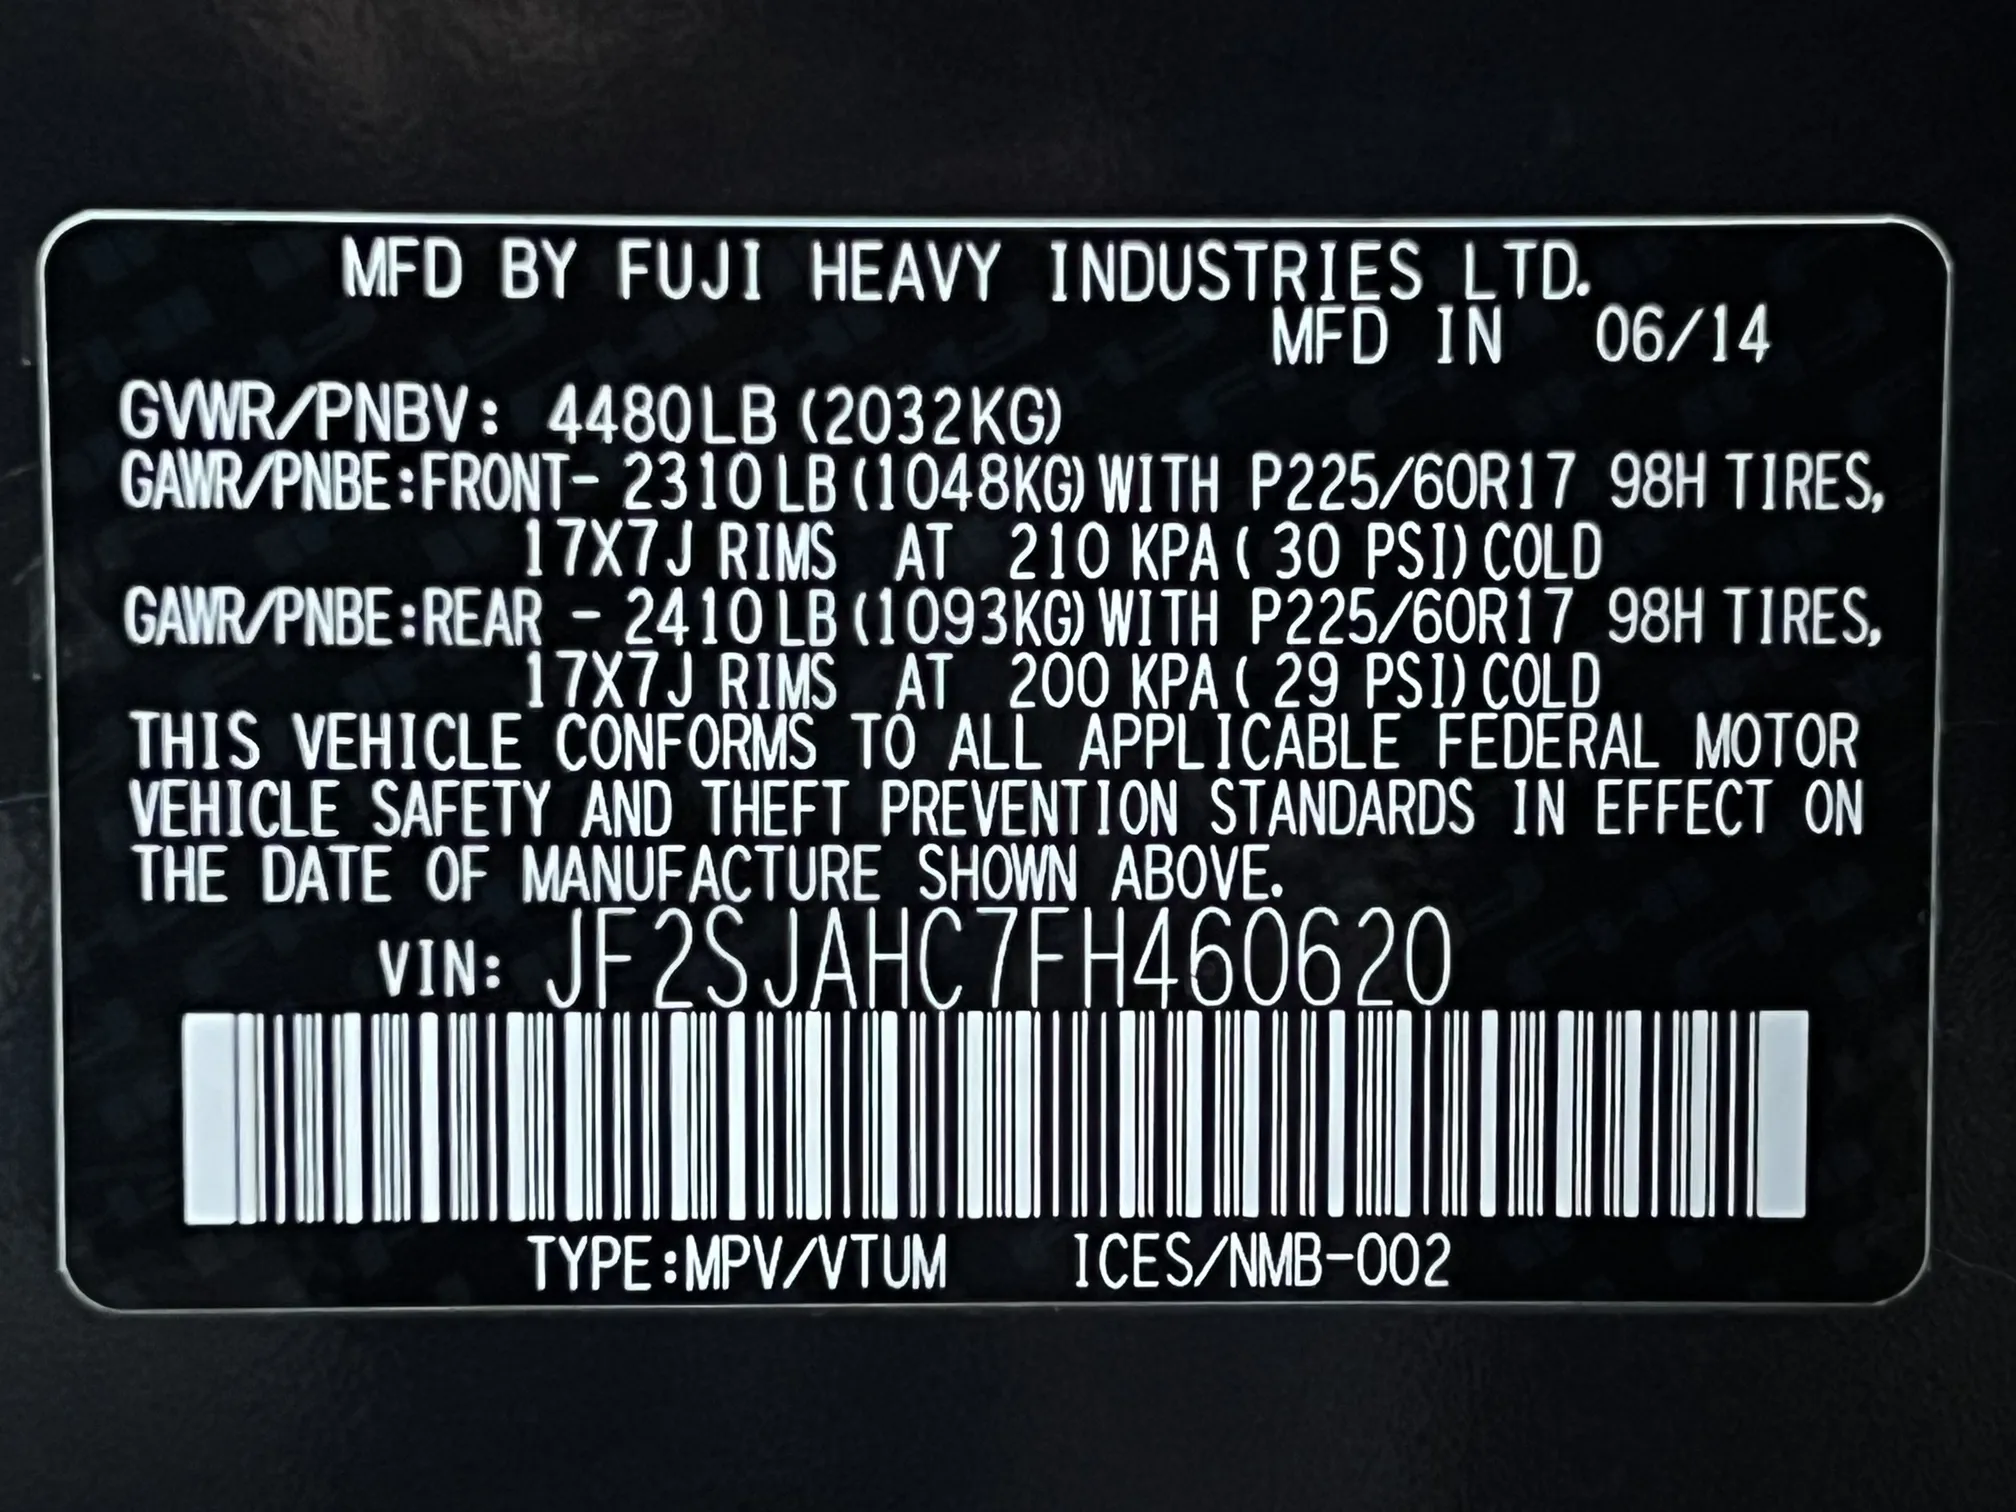 MFD BY FUJI HEAVY INDUSTRIES LTD.
MFD IN 06/14
GVWR/PNBV: 4480LB (2032KG)
GAWR/PNBE:FRONT- 2310LB (1048KG) WITH P225/60R17 98H TIRES,
17X7J RIMS AT 210 KPA ( 30 PSI) COLD
GAWR/PNBE:REAR - 2410LB (1093KG) WITH P225/60R17 98H TIRES,
17X7J RIMS AT 200 KPA ( 29 PSI) COLD
THIS VEHICLE CONFORMS TO ALL APPLICABLE FEDERAL MOTOR
VEHICLE SAFETY AND THEFT PREVENTION STANDARDS IN EFFECT ON
THE DATE OF MANUFACTURE SHOWN ABOVE.
VIN: JF2SJAHC7FH460620
TYPE:MPV/VTUM ICES/NMB-002